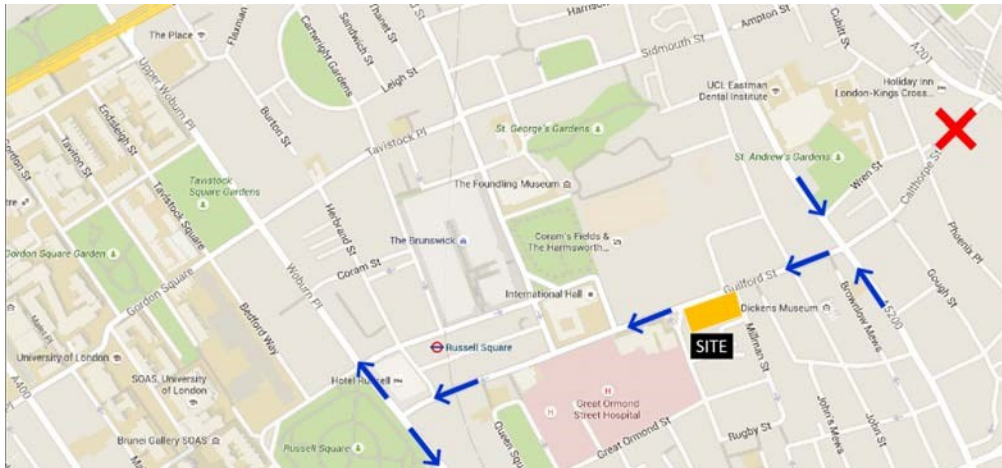 The Place
Flaxman
Thanet St
Sandwich St
Cartwright Gardens
Leigh St
Harrison
Sidmouth St
Ampton St
Cubitt St
A201
Upper Woburn Pl
Burton St
Tavistock Pl
UCL Eastman
Dental Institute
Holiday Inn
London-Kings Cross...
Endsleigh St
Taviton St
Gordon St
St. George's Gardens
St. Andrew's Gardens
Wren St
Calthorpe St
Tavistock
Square Gardens
Tavistock Square
The Foundling Museum
Herbrand St
The Brunswick
Coram's Fields &
The Harmsworth...
Phoenix Pl
Gordon Square Garden
Coram St
Woburn Pl
Guilford St
Gough St
Gordon Square
International Hall
Dickens Museum
Brownlow Mews
A5200
Malet Pl
Bedford Way
SITE
Millman St
University of London
Russell Square
A400
SOAS, University
of London
Hotel Russell
Great Ormond
Street Hospital
H
H
Brunei Gallery SOAS
Russell Square
Queen Squ
Great Ormond St
Rugby St
John's Mews
John St